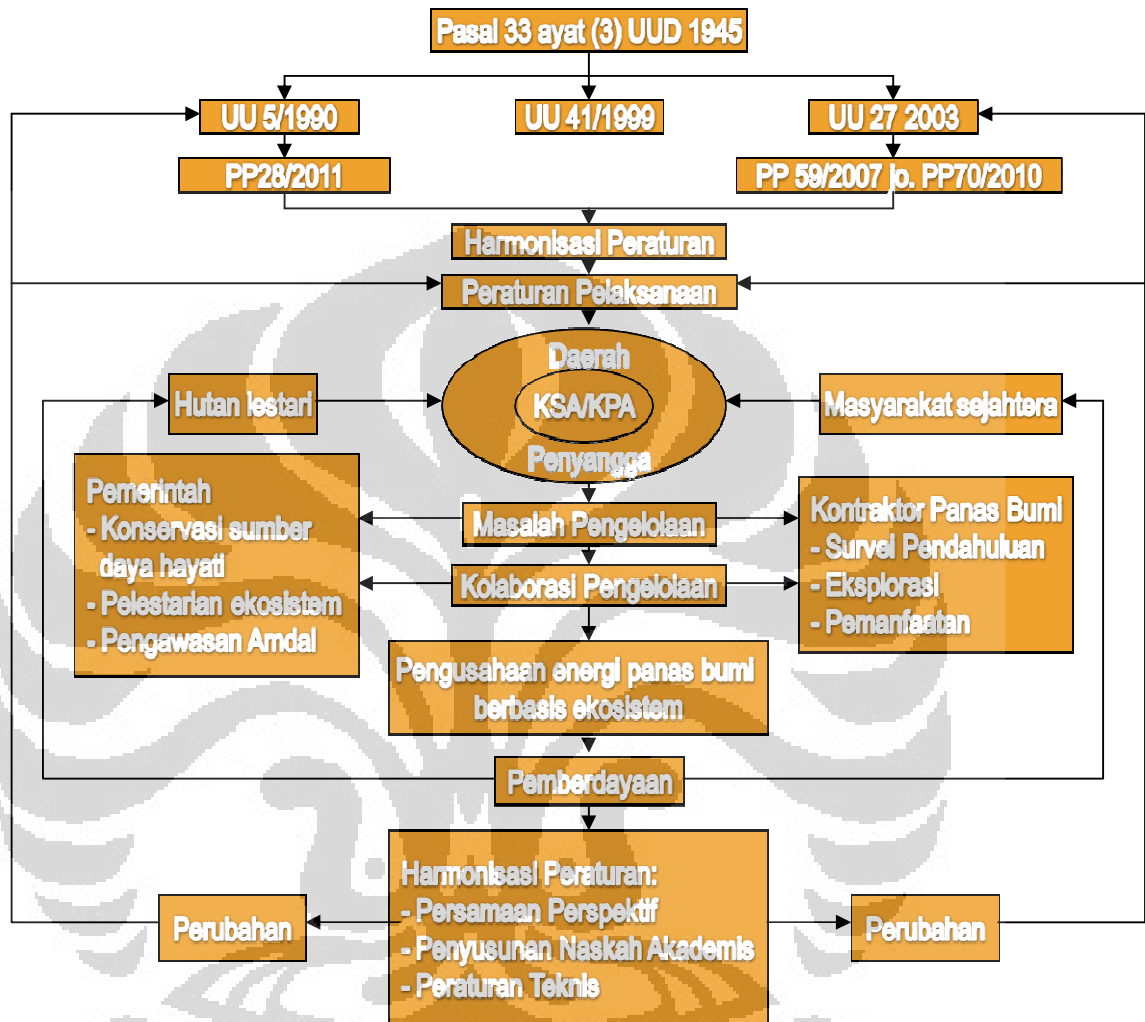 Pasal 33 ayat (3) UUD 1945
UU 5/1990
UU 41/1999
UU 27 2003
PP28/2011
PP 59/2007 jo. PP70/2010
Harmonisasi Peraturan
Peraturan Pelaksanaan
Daerah
KSA/KPA
Penyangga
Hutan lestari
Masyarakat sejahtera
Pemerintah
- Konservasi sumber
daya hayati
- Pelestarian ekosistem
- Pengawasan Amdal
Masalah Pengelolaan
Kolaborasi Pengelolaan
Kontraktor Panas Bumi
- Survei Pendahuluan
- Eksplorasi
- Pemanfaatan
Pengusahaan energi panas bumi
berbasis ekosistem
Pemberdayaan
Harmonisasi Peraturan:
- Persamaan Perspektif
- Penyusunan Naskah Akademis
- Peraturan Teknis
Perubahan
Perubahan